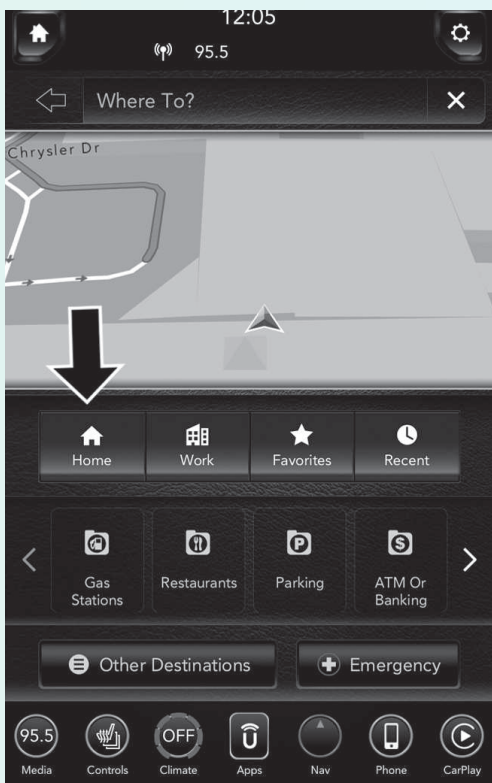 12:05
95.5
Where To?
Chrysler Dr
Home Work Favorites Recent
Gas Stations Restaurants Parking ATM Or Banking
Other Destinations Emergency
95.5 OFF
Media Controls Climate Apps Nav Phone CarPlay